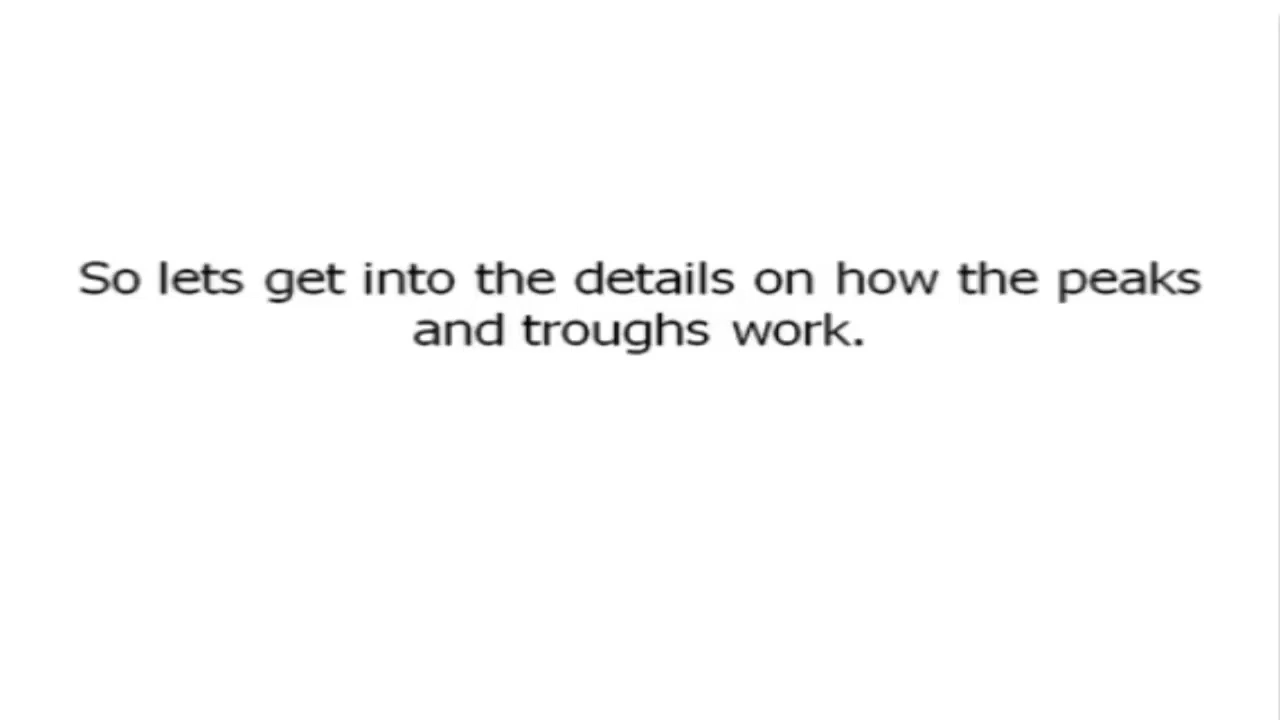 So lets get into the details on how the peaks
and troughs work.